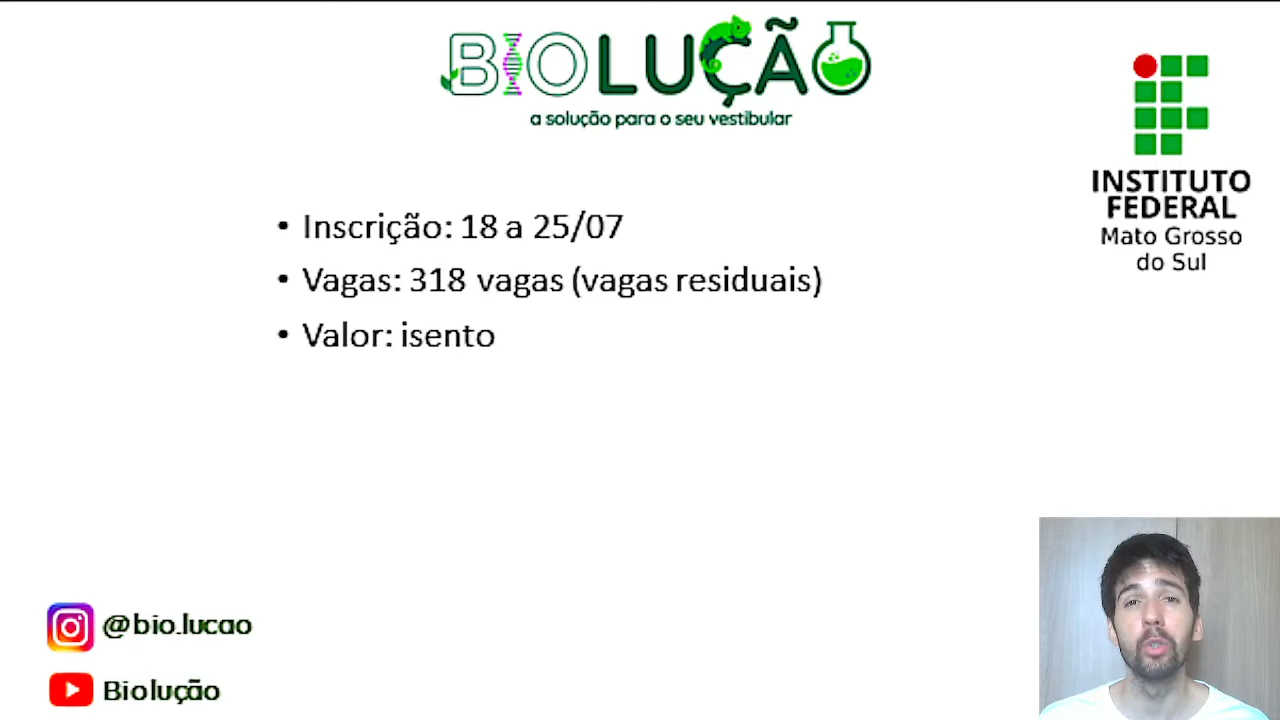 BIOLUÇÃO
a solução para o seu vestibular
INSTITUTO
FEDERAL
Mato Grosso
do Sul
• Inscrição: 18 a 25/07
• Vagas: 318 vagas (vagas residuais)
• Valor: isento
@bio.lucao
Biolução